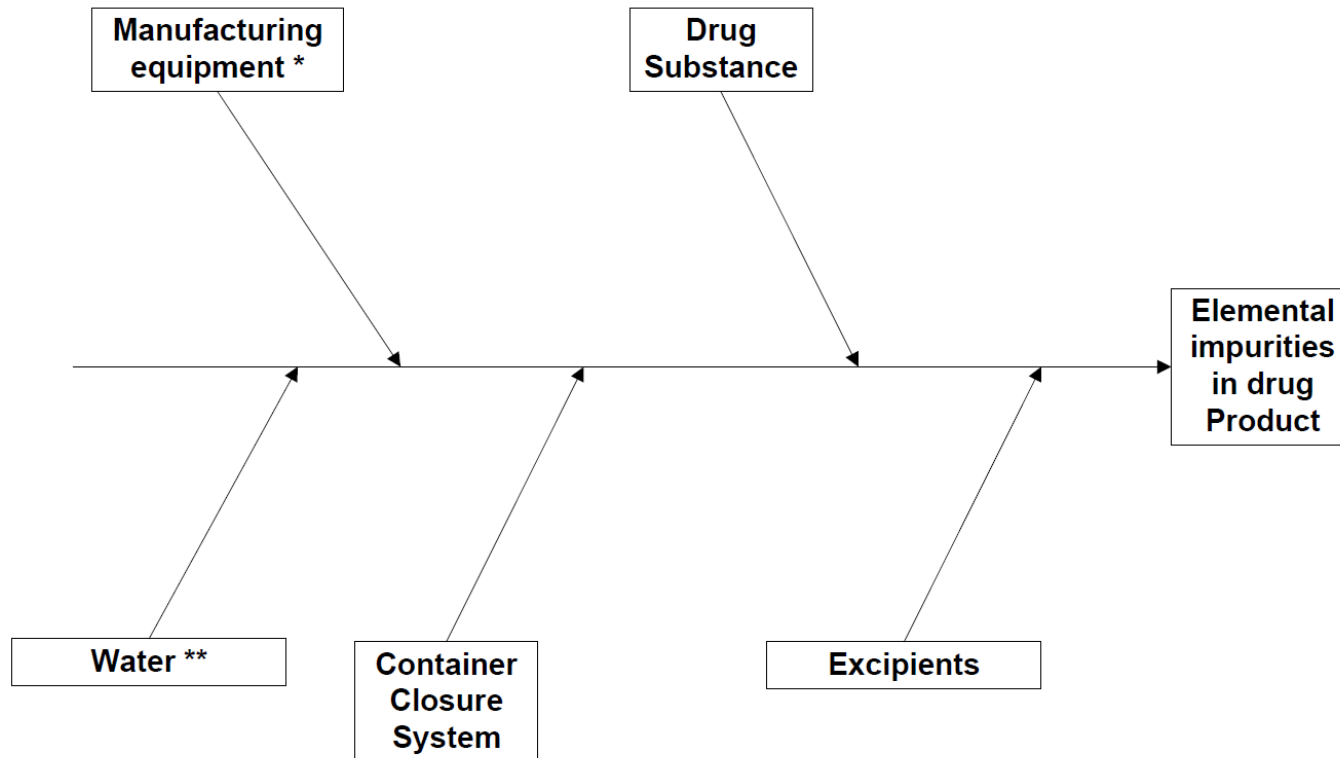 Manufacturing
equipment *
Drug
Substance
Elemental
impurities
in drug
Product
Water **
Container
Closure
System
Excipients